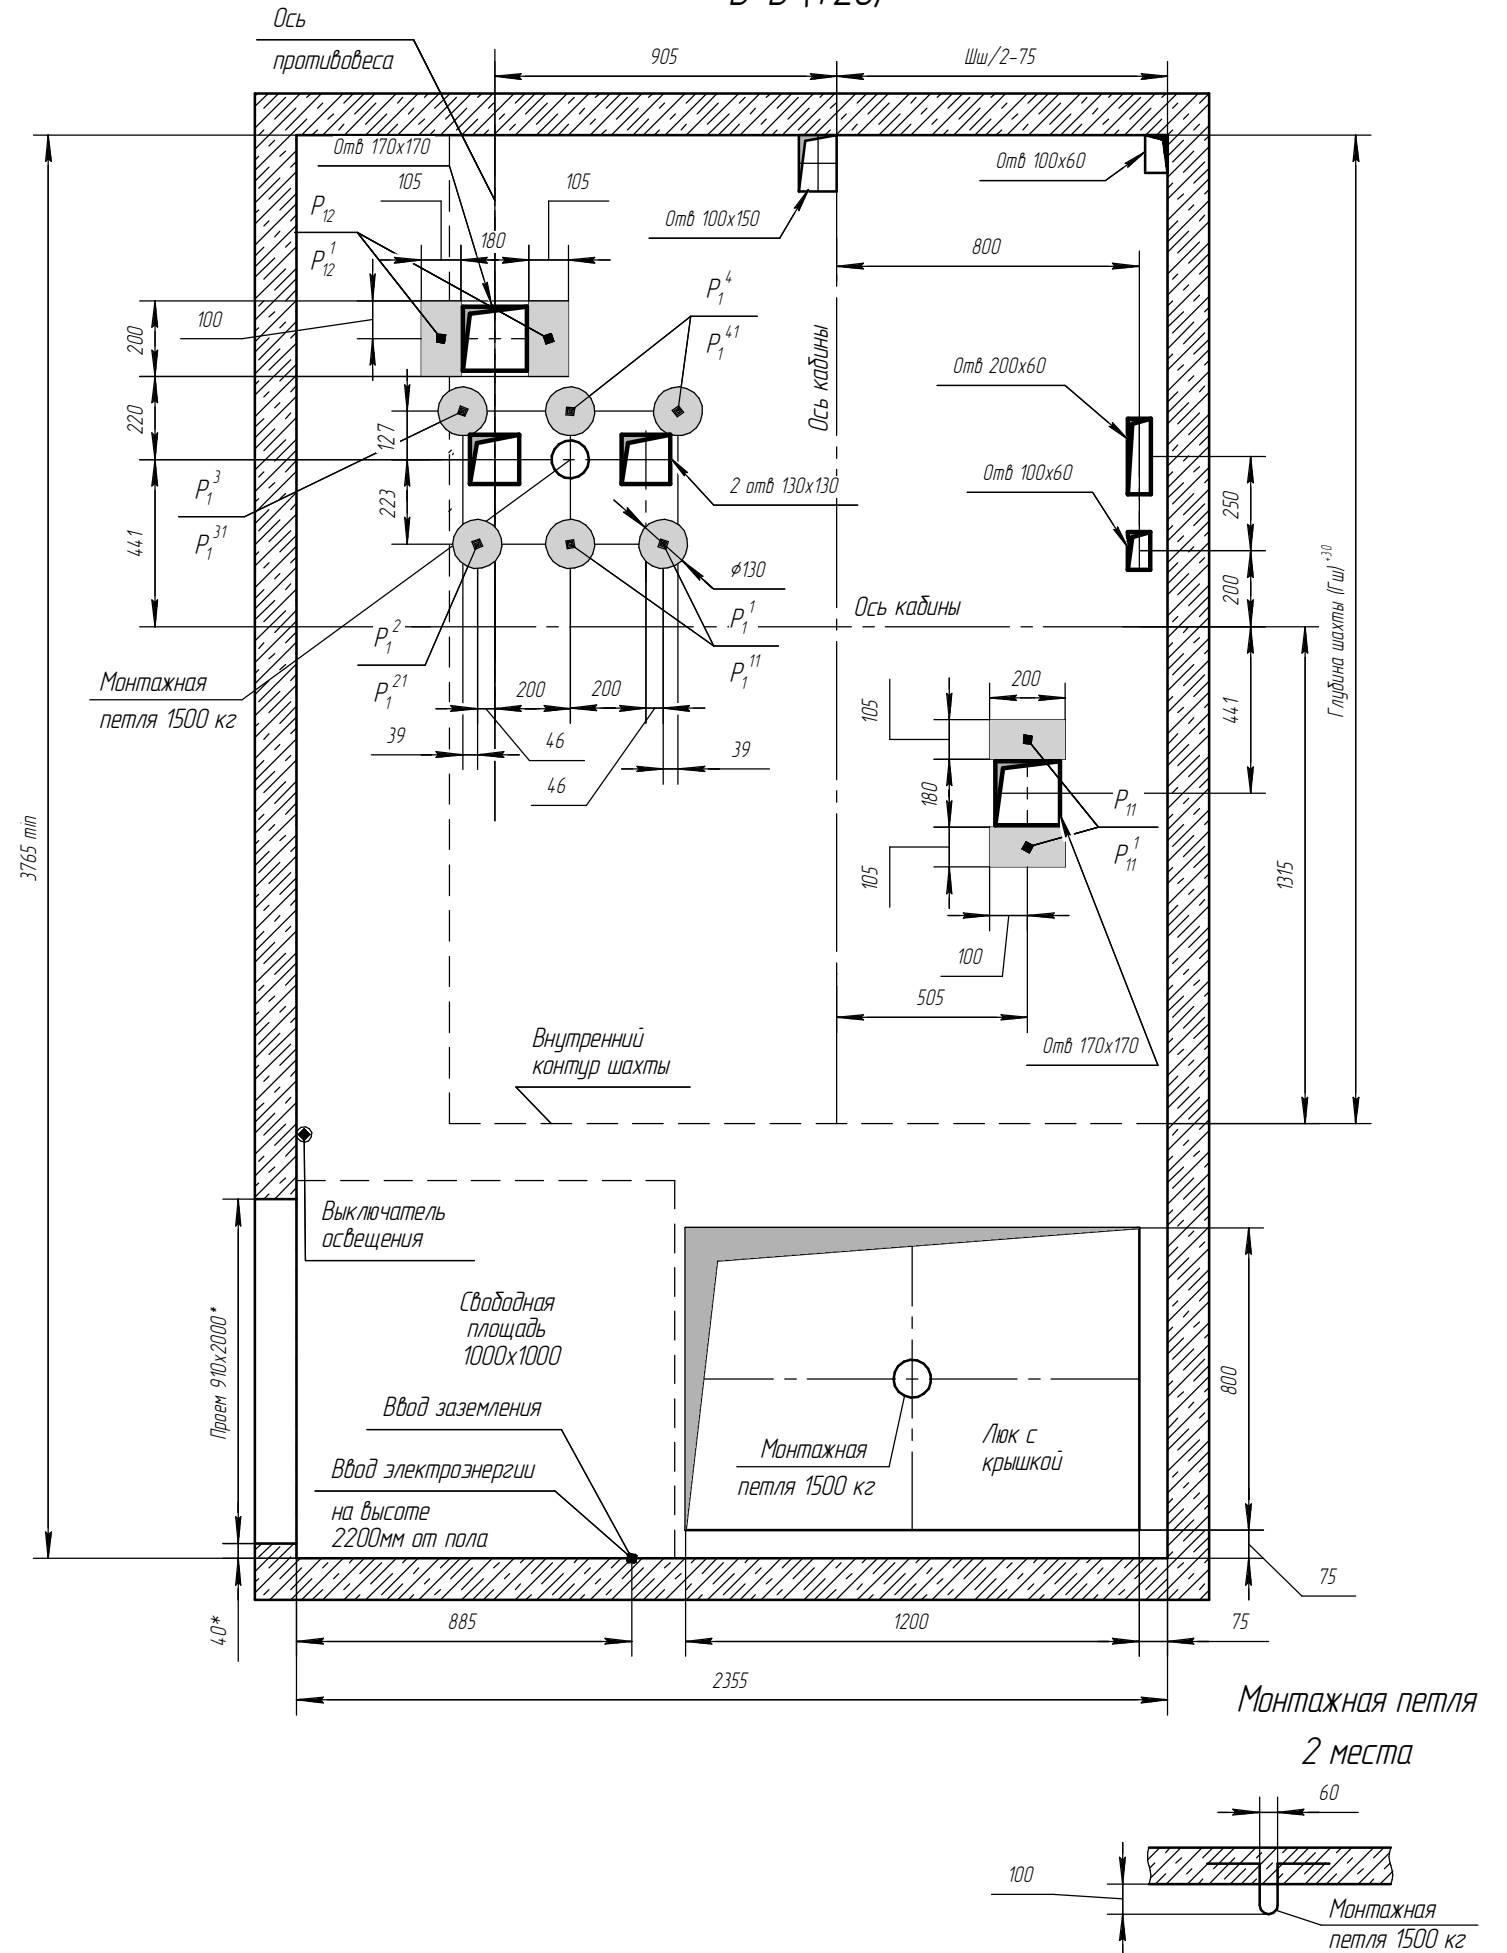 Ось
противовеса
905
Шш/2-75
Отв 170х170
105
105
Отв 100х60
P12
P12 1
180
Отв 100х150
800
P1 4
P1 41
100
200
Ось кабины
Отв 200х60
220
127
Отв 100х60
P1 3
P1 31
2 отв 130х130
441
223
250
200
Глубина шахты (Гш)+30
ϕ130
Ось кабины
P1 2
P1 21
P1 1
P1 11
Монтажная
петля 1500 кг
200
200
200
105
441
39
46
39
46
180
P11
P11 1
3765 min
105
1315
100
505
Внутренний
контур шахты
Отв 170х170
Выключатель
освещения
Свободная
площадь
1000х1000
Проем 910х2000*
800
Ввод заземления
Монтажная
петля 1500 кг
Люк с
крышкой
Ввод электроэнергии
на высоте
2200мм от пола
75
40*
885
1200
75
2355
Монтажная петля
2 места
60
100
Монтажная
петля 1500 кг